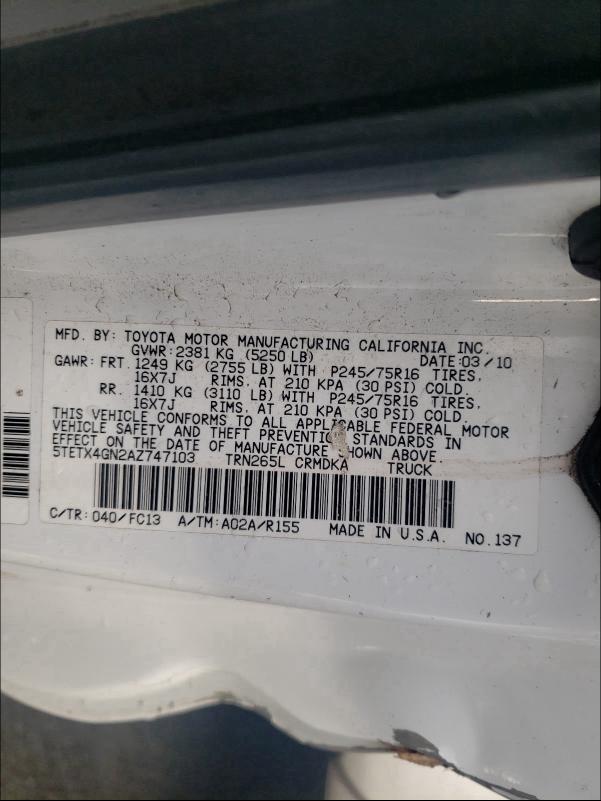 MFD. BY: TOYOTA MOTOR MANUFACTURING CALIFORNIA INC.
GVWR: 2381 KG (5250 LB) DATE: 03/10
GAWR: FRT. 1249 KG (2755 LB) WITH P245/75R16 TIRES,
16X7J RIMS, AT 210 KPA (30 PSI) COLD.
RR. 1410 KG (3110 LB) WITH P245/75R16 TIRES,
16X7J RIMS, AT 210 KPA (30 PSI) COLD.
THIS VEHICLE CONFORMS TO ALL APPLICABLE FEDERAL MOTOR
VEHICLE SAFETY AND THEFT PREVENTION STANDARDS IN
EFFECT ON THE DATE OF MANUFACTURE SHOWN ABOVE.
5TETX4GN2AZ747103 TRN265L CRMDKA TRUCK
C/TR: 040/FC13 A/TM: A02A/R155 MADE IN U.S.A. NO. 137